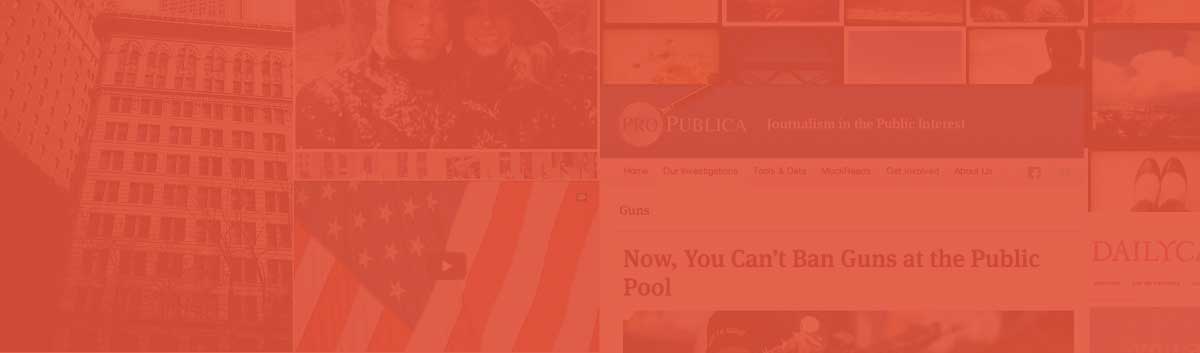 PRO PUBLICA
Journalism in the Public Interest
Home Our Investigations Tools & Data MuckReads Get Involved About Us
Guns
Now, You Can't Ban Guns at the Public
Pool
DAILYCA